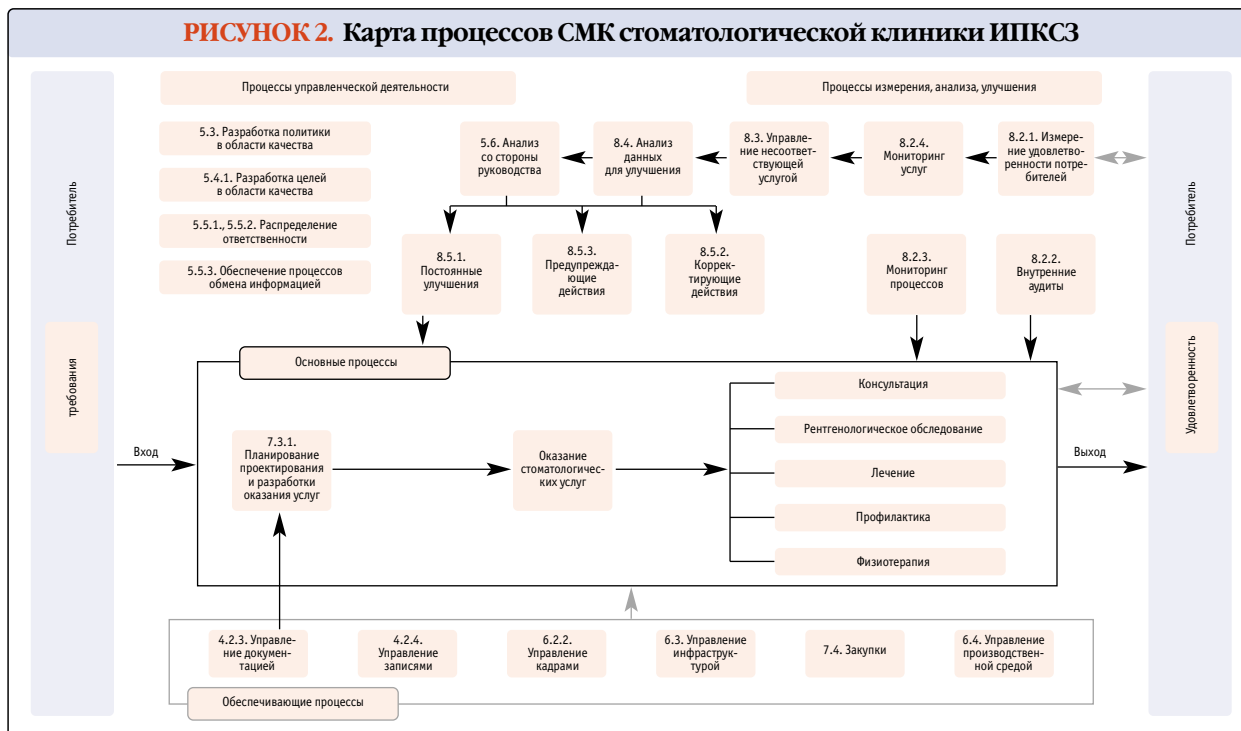 РИСУНОК 2. Карта процессов СМК стоматологической клиники ИПКСЗ
Потребитель
требования
Процессы управленческой деятельности
Процессы измерения, анализа, улучшения
5.3. Разработка политики
в области качества
5.4.1. Разработка целей
в области качества
5.5.1., 5.5.2. Распределение
ответственности
5.5.3. Обеспечение процессов
обмена информацией
5.6. Анализ
со стороны
руководства
8.4. Анализ
данных
для улучшения
8.3. Управле-
ние несоответ-
ствующей
услугой
8.2.4.
Мониторинг
услуг
8.2.1. Измере-
ние удовлетво-
ренности потре-
бителей
8.5.1.
Постоянные
улучшения
8.5.3.
Предупрежда-
ющие
действия
8.5.2.
Коррек-
тирующие
действия
8.2.3.
Мониторинг
процессов
8.2.2.
Внутренние
аудиты
Основные процессы
Вход
7.3.1.
Планирование
проектирования
и разработки
оказания услуг
Оказание
стоматологичес-
ких услуг
Консультация
Рентгенологическое обследование
Лечение
Профилактика
Физиотерапия
Выход
4.2.3. Управле-
ние докумен-
тацией
4.2.4.
Управление
записями
6.2.2.
Управление
кадрами
6.3. Управление
инфраструк-
турой
7.4. Закупки
6.4. Управление
производствен-
ной средой
Обеспечивающие процессы
Потребитель
Удовлетворенность